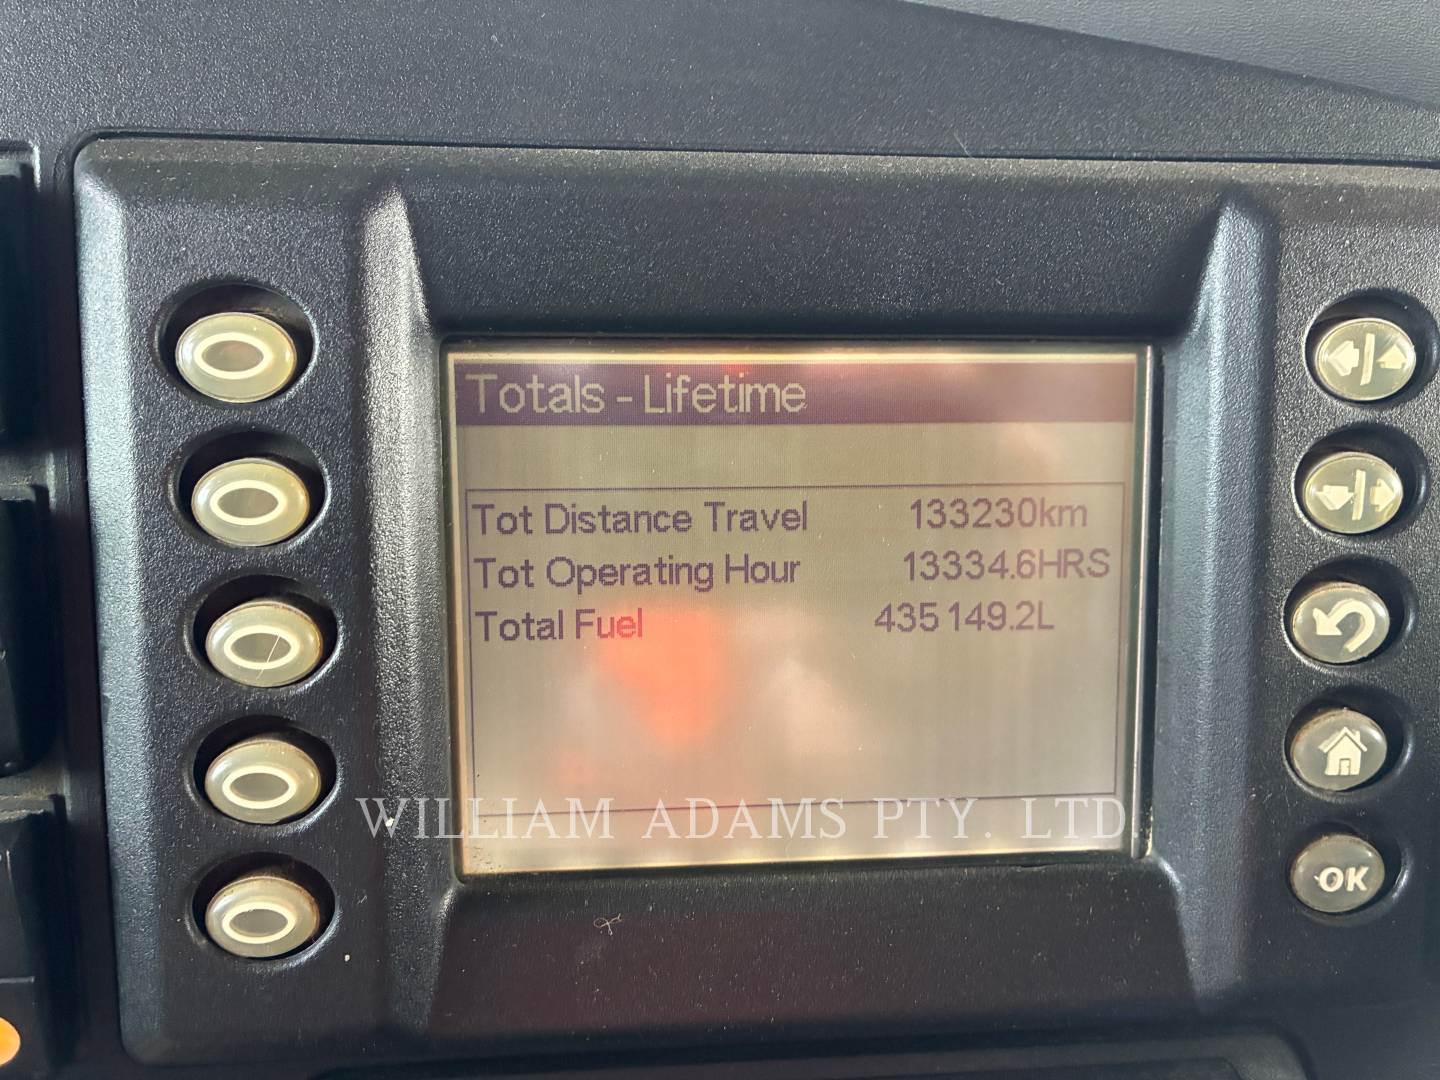 Totals - Lifetime
Tot Distance Travel 133230km
Tot Operating Hour 13334.6HRS
Total Fuel 435149.2L
WILLIAM ADAMS PTY. LTD.
OK